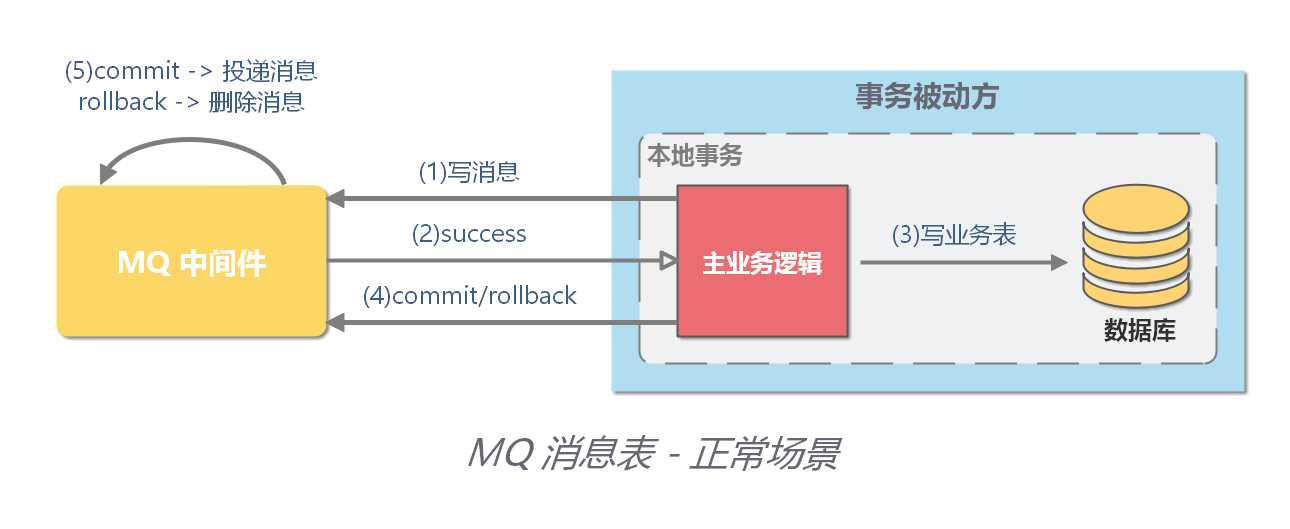 (5)commit -> 投递消息
rollback -> 删除消息
事务被动方
本地事务
(1)写消息
(2)success
(3)写业务表
MQ 中间件
主业务逻辑
(4)commit/rollback
数据库
MQ 消息表 - 正常场景